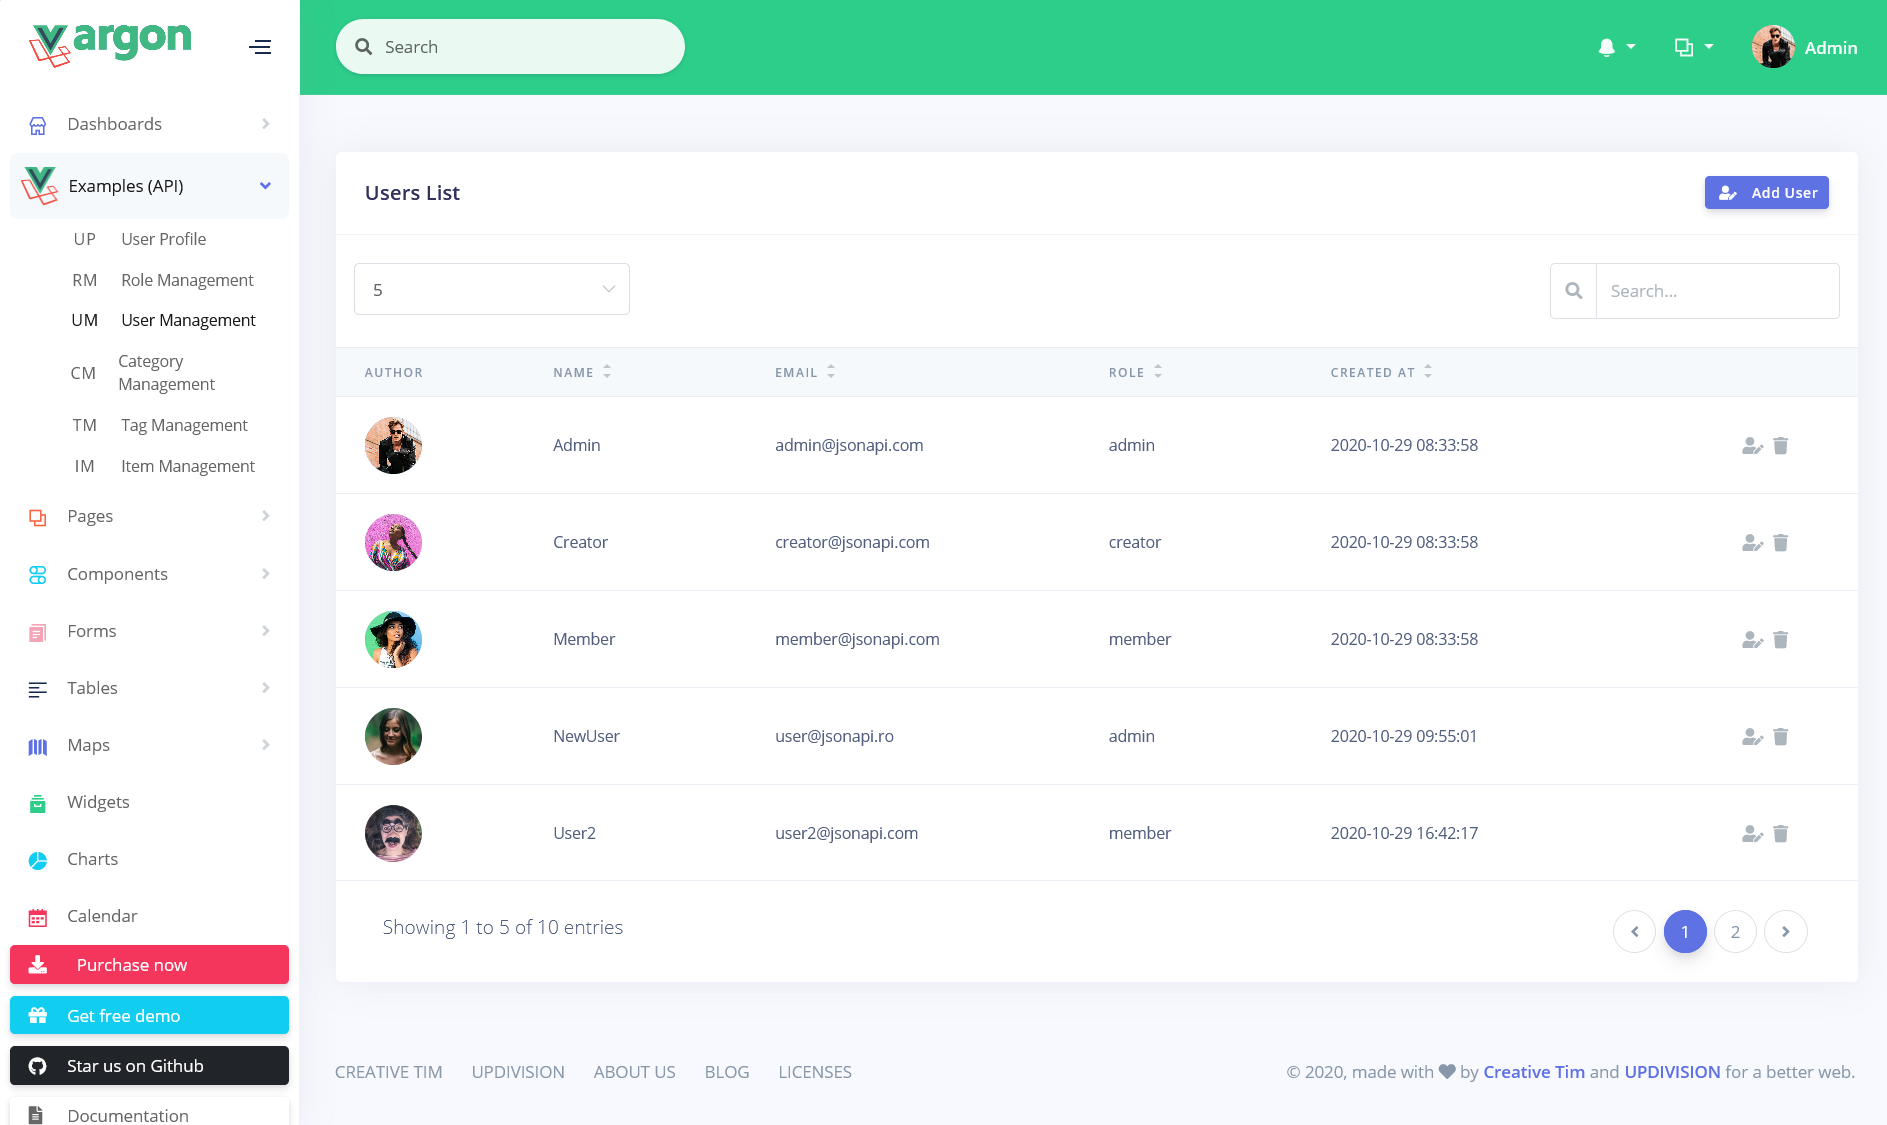 argon
Search
Admin
Dashboards
Examples (API)
UP User Profile
RM Role Management
UM User Management
CM Category
Management
TM Tag Management
IM Item Management
Pages
Components
Forms
Tables
Maps
Widgets
Charts
Calendar
Purchase now
Get free demo
Star us on Github
Documentation
Users List
Add User
5
Search...
AUTHOR NAME EMAIL ROLE CREATED AT
Admin admin@jsonapi.com admin 2020-10-29 08:33:58
Creator creator@jsonapi.com creator 2020-10-29 08:33:58
Member member@jsonapi.com member 2020-10-29 08:33:58
NewUser user@jsonapi.ro admin 2020-10-29 09:55:01
User2 user2@jsonapi.com member 2020-10-29 16:42:17
Showing 1 to 5 of 10 entries
1 2
CREATIVE TIM UPDIVISION ABOUT US BLOG LICENSES
© 2020, made with by Creative Tim and UPDIVISION for a better web.